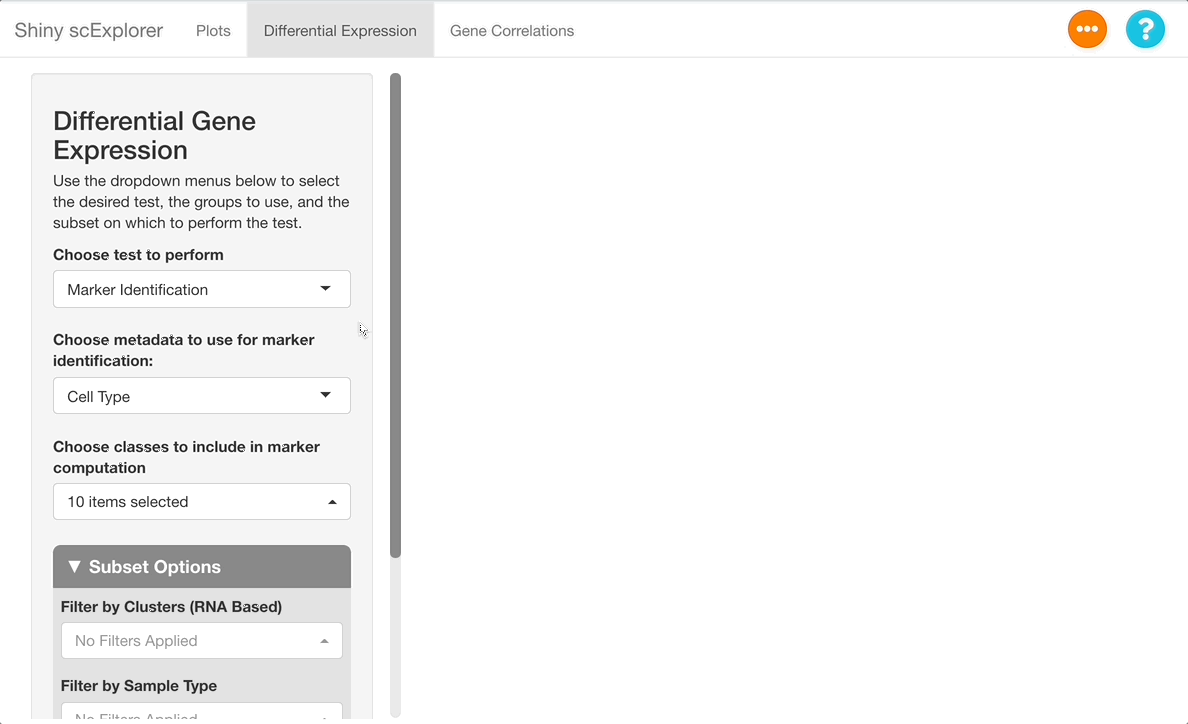 Shiny scExplorer Plots Differential Expression Gene Correlations
Differential Gene
Expression
Use the dropdown menus below to select
the desired test, the groups to use, and the
subset on which to perform the test.
Choose test to perform
Marker Identification
Choose metadata to use for marker
identification:
Cell Type
Choose classes to include in marker
computation
10 items selected
▼ Subset Options
Filter by Clusters (RNA Based)
No Filters Applied
Filter by Sample Type
No Filters Applied